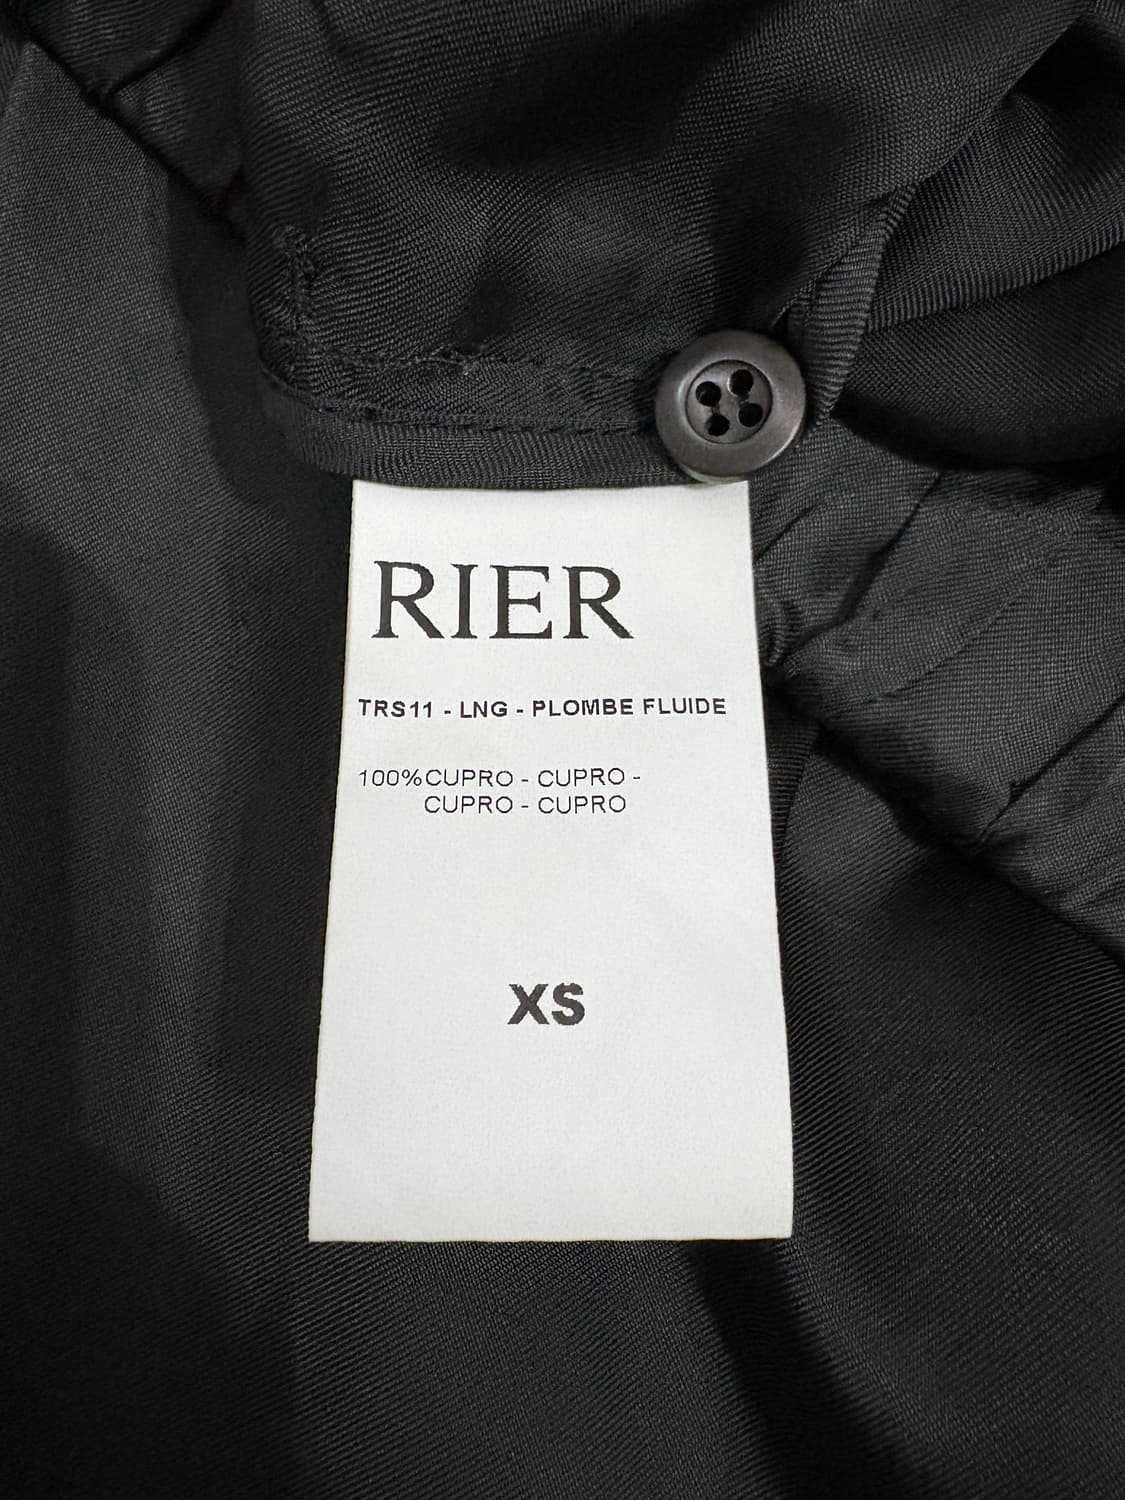 RIER
TRS11 - LNG - PLOMBE FLUIDE
100%CUPRO - CUPRO -
CUPRO - CUPRO
XS